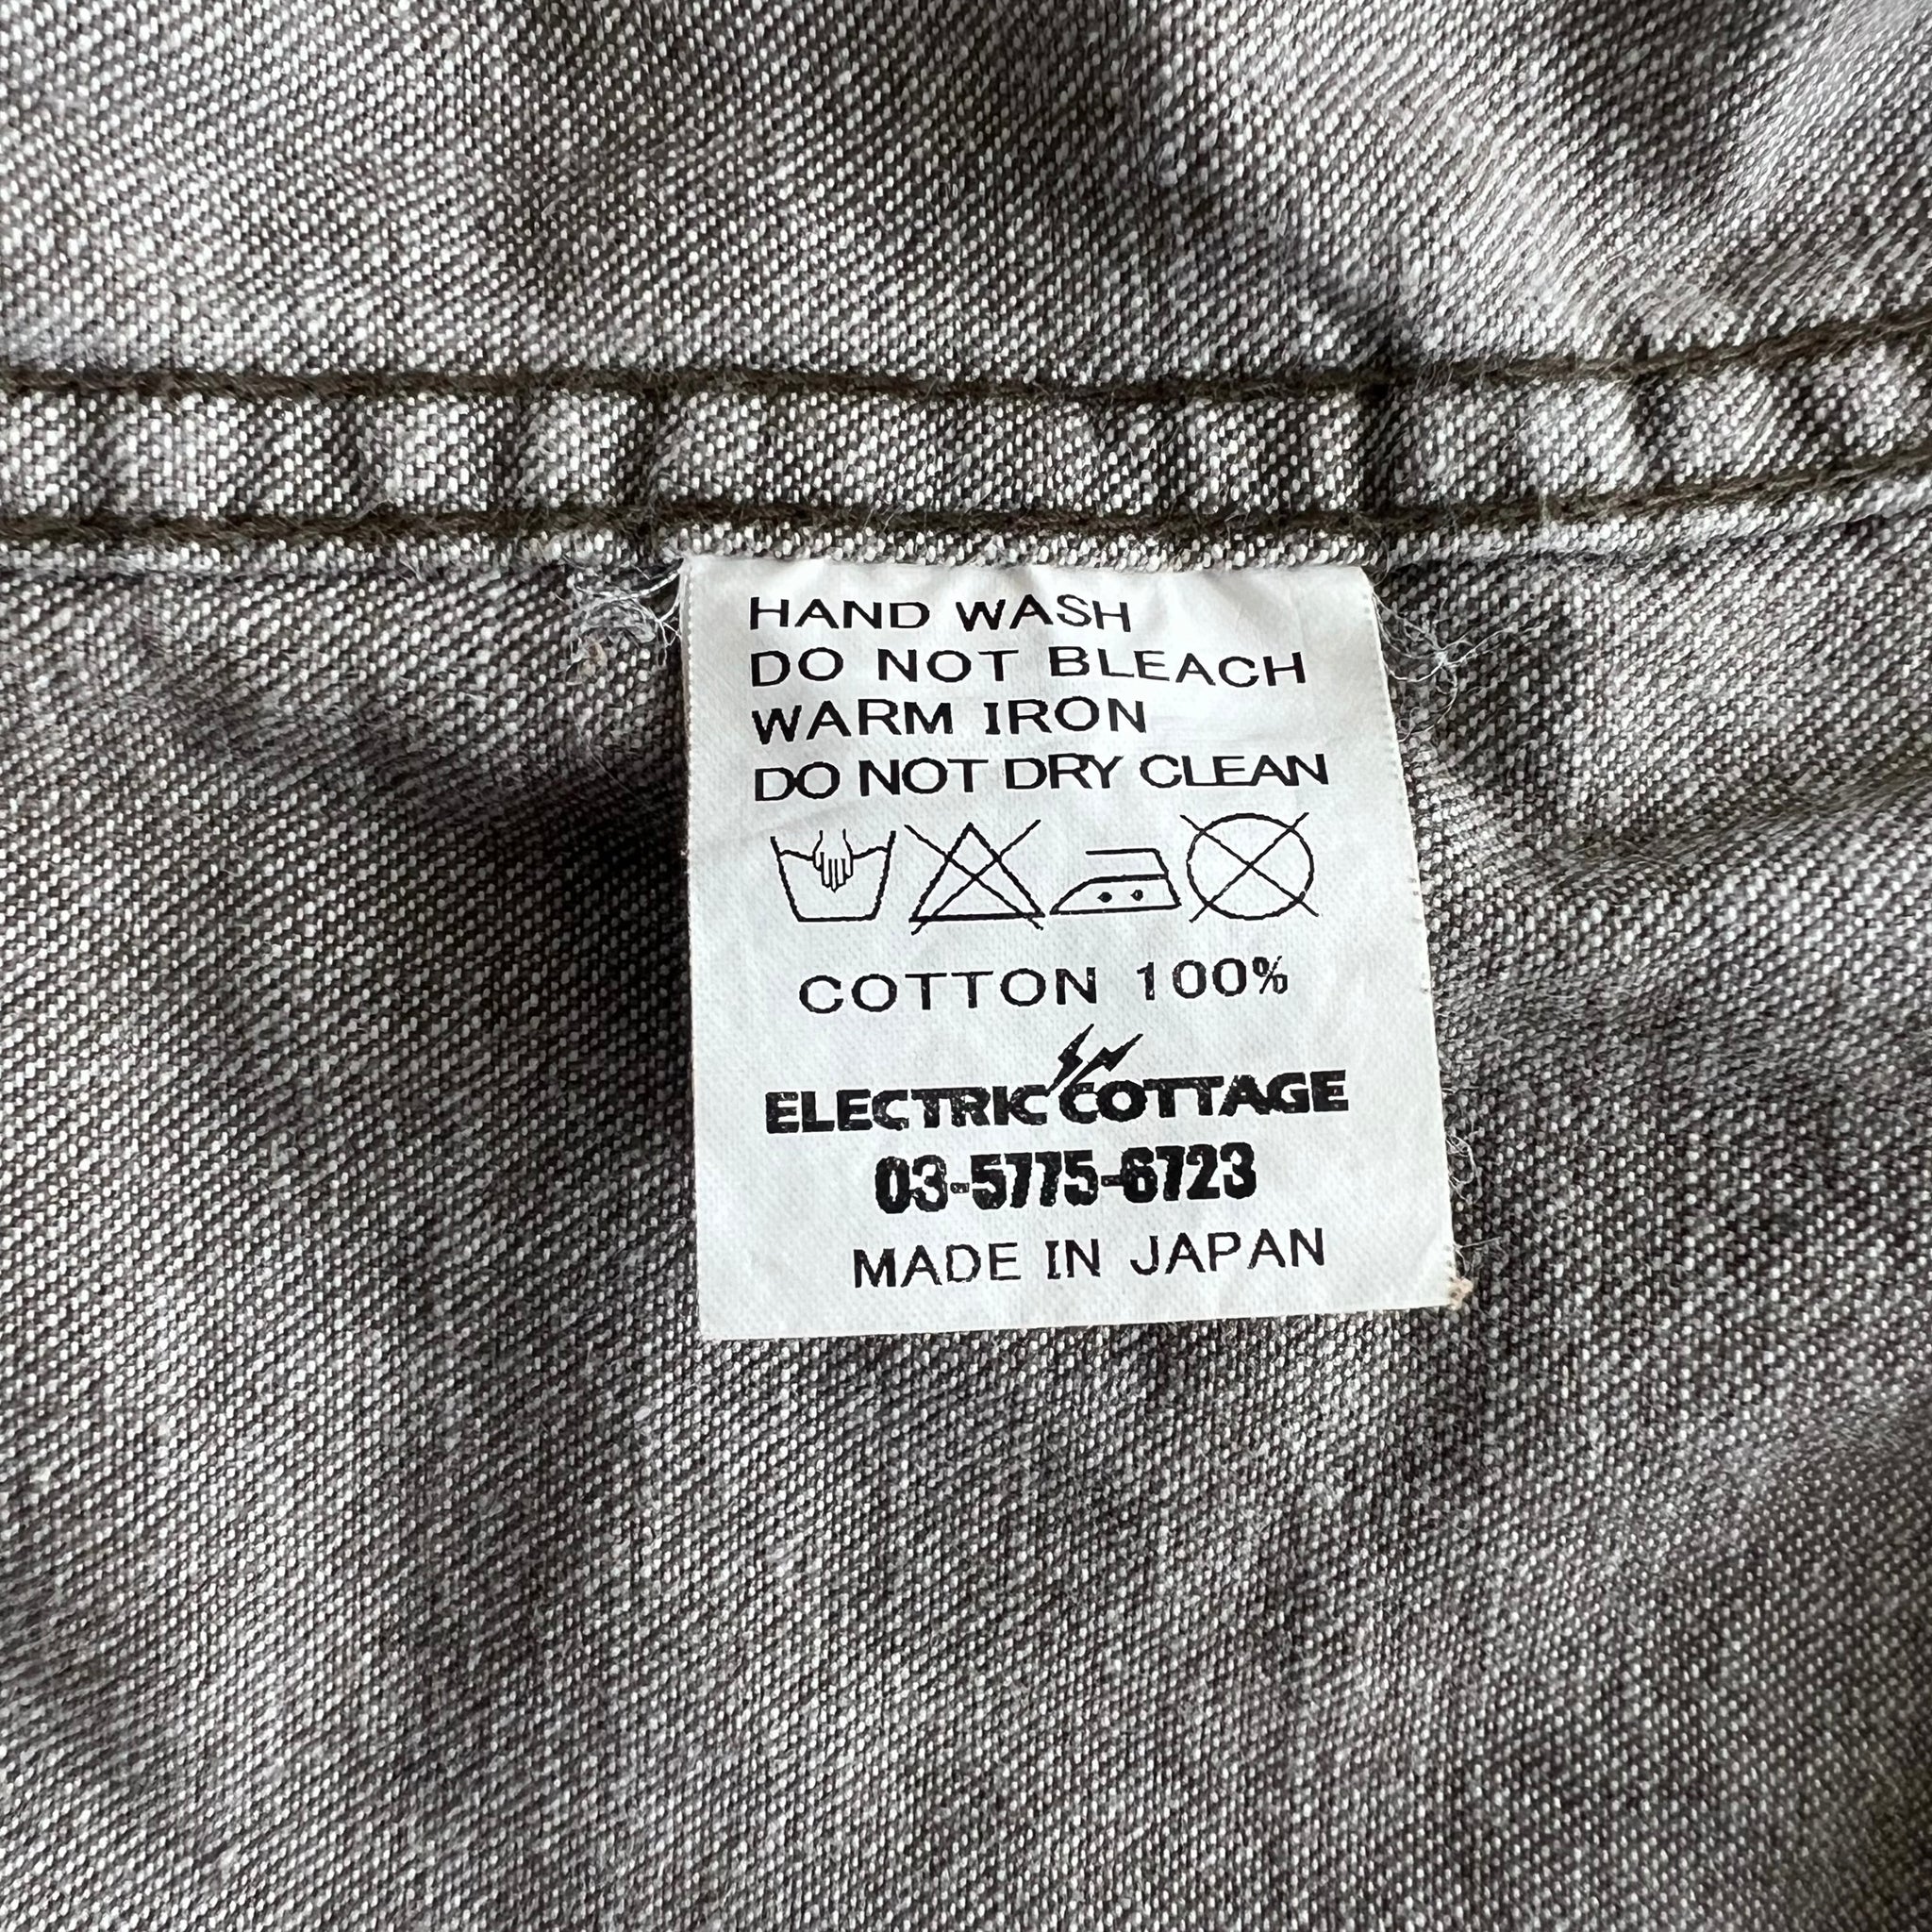 HAND WASH
DO NOT BLEACH
WARM IRON
DO NOT DRY CLEAN
COTTON 100%
ELECTRIC COTTAGE
03-5775-6723
MADE IN JAPAN